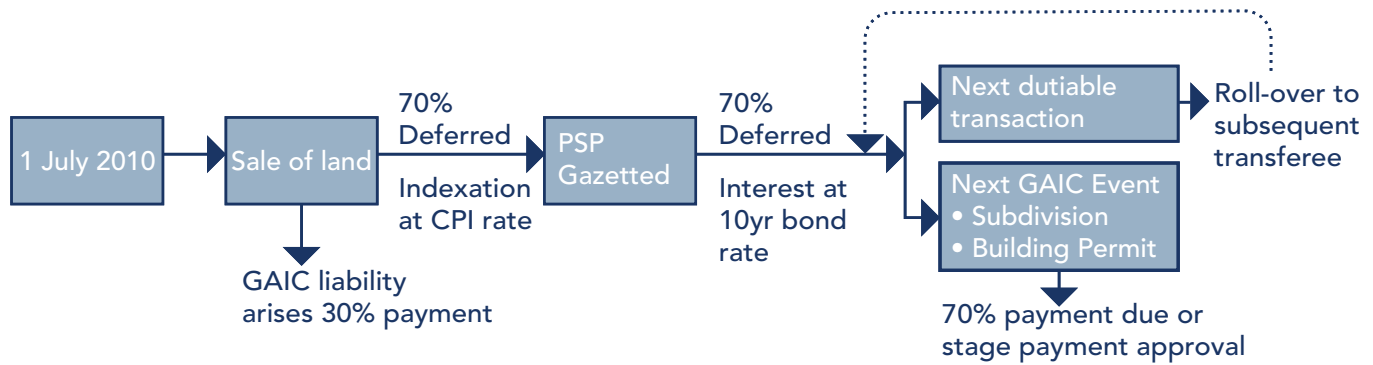 1 July 2010
Sale of land
GAIC liability
arises 30% payment
70%
Deferred
Indexation
at CPI rate
PSP
Gazetted
70%
Deferred
Interest at
10yr bond
rate
Next dutiable
transaction
Roll-over to
subsequent
transferee
Next GAIC Event
• Subdivision
• Building Permit
70% payment due or
stage payment approval